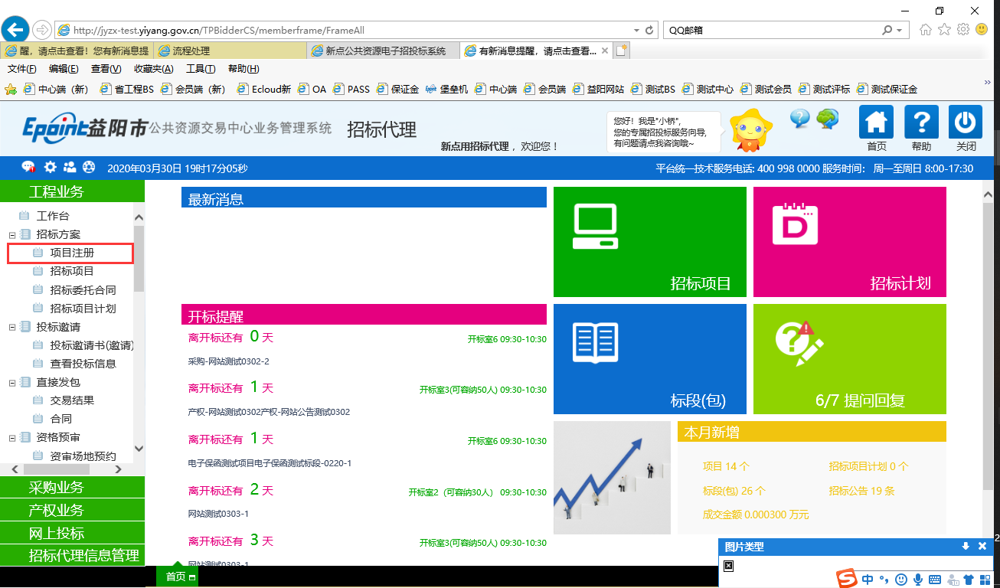 http://jyzx-test.yiyang.gov.cn/TPBidderCS/memberframe/FrameAll
QQ邮箱
醒，请点击查看！您有新消息提
流程处理
新点公共资源电子招投标系统
有新消息提醒，请点击查看...
文件(F) 编辑(E) 查看(V) 收藏夹(A) 工具(T) 帮助(H)
中心端（新） 省工程BS 会员端（新） Ecloud新 OA PASS 保证金 堡垒机 中心端 会员端 益阳网站 测试BS 测试中心 测试会员 测试评标 测试保证金
Epoint益阳市公共资源交易中心业务管理系统 招标代理
新点用招标代理，欢迎您！
您好！我是"小桥"，
您的专属招投标服务向导，
有问题请点我咨询哦~
首页 帮助 关闭
2020年03月30日 19时17分05秒
平台统一技术服务电话: 400 998 0000 服务时间： 周一至周日 8:00-17:30
工程业务
工作台
招标方案
项目注册
招标项目
招标委托合同
招标项目计划
投标邀请
投标邀请书(邀请)
查看投标信息
直接发包
交易结果
合同
资格预审
资审场地预约
采购业务
产权业务
网上投标
招标代理信息管理
最新消息
开标提醒
离开标还有 0 天 开标室6 09:30-10:30
采购-网站测试0302-2
离开标还有 1 天 开标室3(可容纳50人) 09:30-10:30
产权-网站测试0302产权-网站公告测试0302
离开标还有 1 天 开标室6 09:30-10:30
电子保函测试项目电子保函测试标段-0220-1
离开标还有 2 天 开标室2（可容纳30人） 09:30-10:30
网站测试0303-1
离开标还有 3 天 开标室3(可容纳50人) 09:30-10:30
网站测试0303-1
招标项目
D
招标计划
标段(包)
6/7 提问回复
本月新增
项目 14 个 招标项目计划 0 个
标段(包) 26 个 招标公告 19 条
成交金额 0.000300 万元
首页
图片类型
中
2